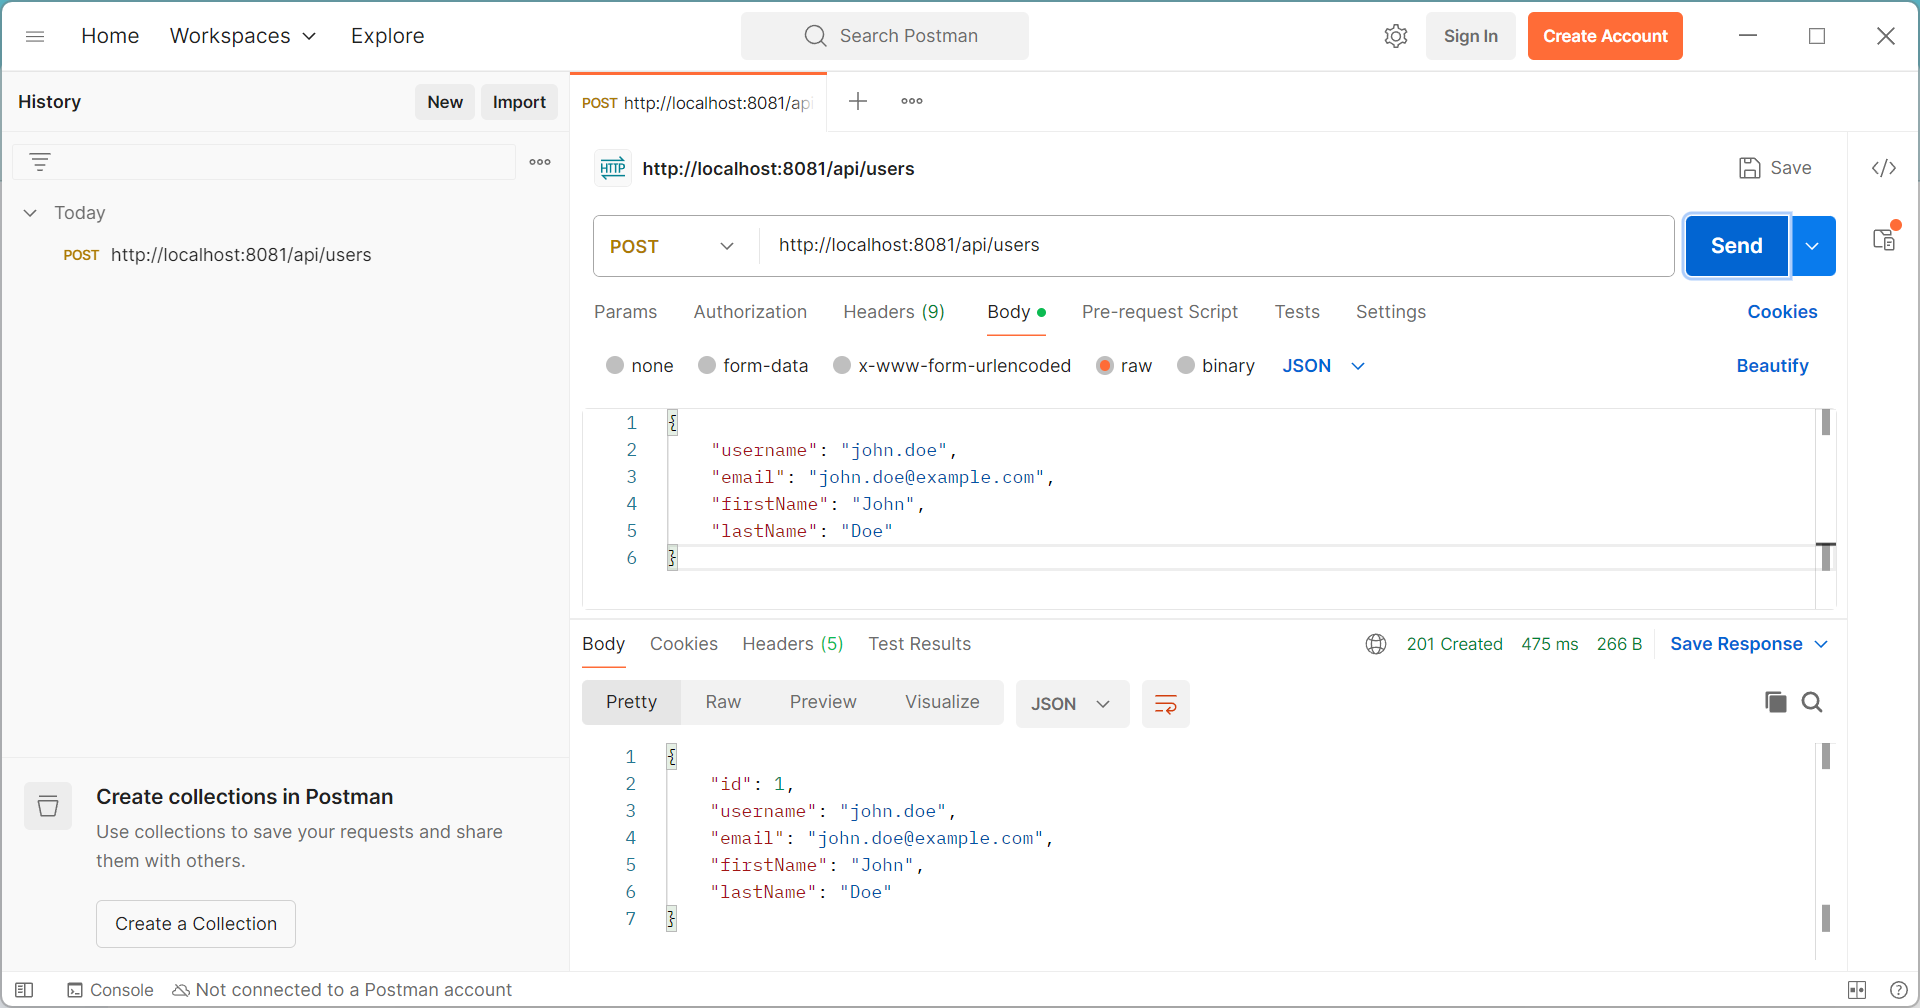 Home Workspaces Explore Search Postman Sign In Create Account
History New Import POST http://localhost:8081/api
http://localhost:8081/api/users Save
Today
POST http://localhost:8081/api/users
POST http://localhost:8081/api/users Send
Params Authorization Headers (9) Body Pre-request Script Tests Settings Cookies
none form-data x-www-form-urlencoded raw binary JSON Beautify
1 {
2 "username": "john.doe",
3 "email": "john.doe@example.com",
4 "firstName": "John",
5 "lastName": "Doe"
6 }
Body Cookies Headers (5) Test Results 201 Created 475 ms 266 B Save Response
Pretty Raw Preview Visualize JSON
1 {
2 "id": 1,
3 "username": "john.doe",
4 "email": "john.doe@example.com",
5 "firstName": "John",
6 "lastName": "Doe"
7 }
Create collections in Postman
Use collections to save your requests and share
them with others.
Create a Collection
Console Not connected to a Postman account